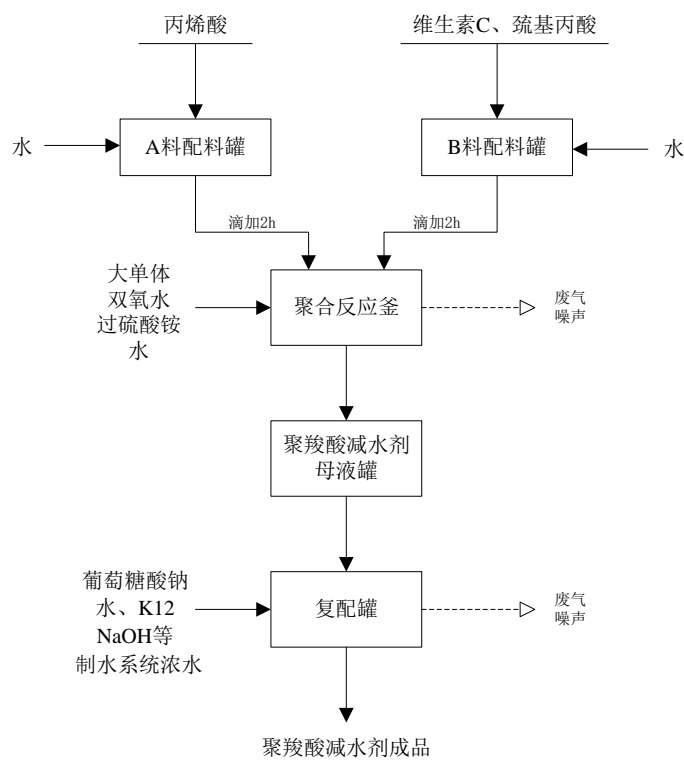 丙烯酸
维生素C、巯基丙酸
水
A料配料罐
B料配料罐
水
滴加2h
滴加2h
大单体
双氧水
过硫酸铵
水
聚合反应釜
废气
噪声
聚羧酸减水剂
母液罐
葡萄糖酸钠
水、K12
NaOH等
制水系统浓水
复配罐
废气
噪声
聚羧酸减水剂成品